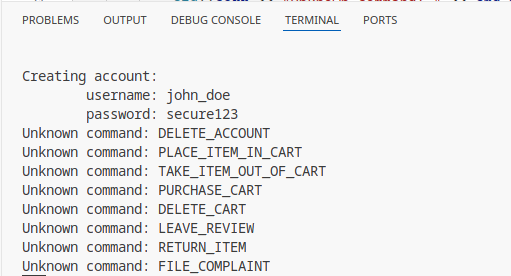 PROBLEMS OUTPUT DEBUG CONSOLE TERMINAL PORTS
Creating account:
username: john_doe
password: secure123
Unknown command: DELETE_ACCOUNT
Unknown command: PLACE_ITEM_IN_CART
Unknown command: TAKE_ITEM_OUT_OF_CART
Unknown command: PURCHASE_CART
Unknown command: DELETE_CART
Unknown command: LEAVE_REVIEW
Unknown command: RETURN_ITEM
Unknown command: FILE_COMPLAINT